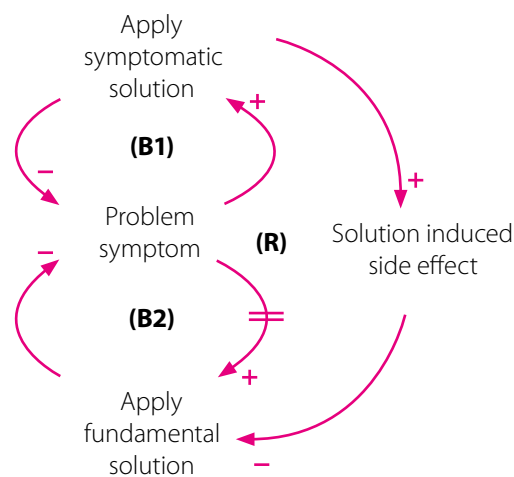 Apply
symptomatic
solution
+
(B1)
–
+
Problem
symptom
(R)
Solution induced
side effect
–
(B2)
+
Apply
fundamental
solution
–